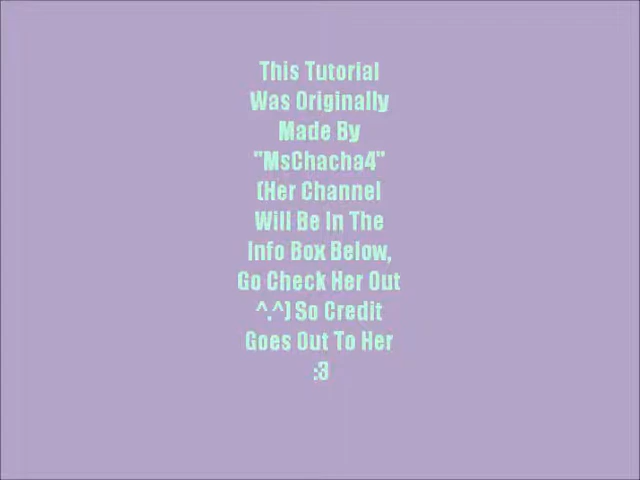 This Tutorial
Was Originally
Made By
"MsChacha4"
(Her Channel
Will Be In The
Info Box Below,
Go Check Her Out
^.^) So Credit
Goes Out To Her
:3